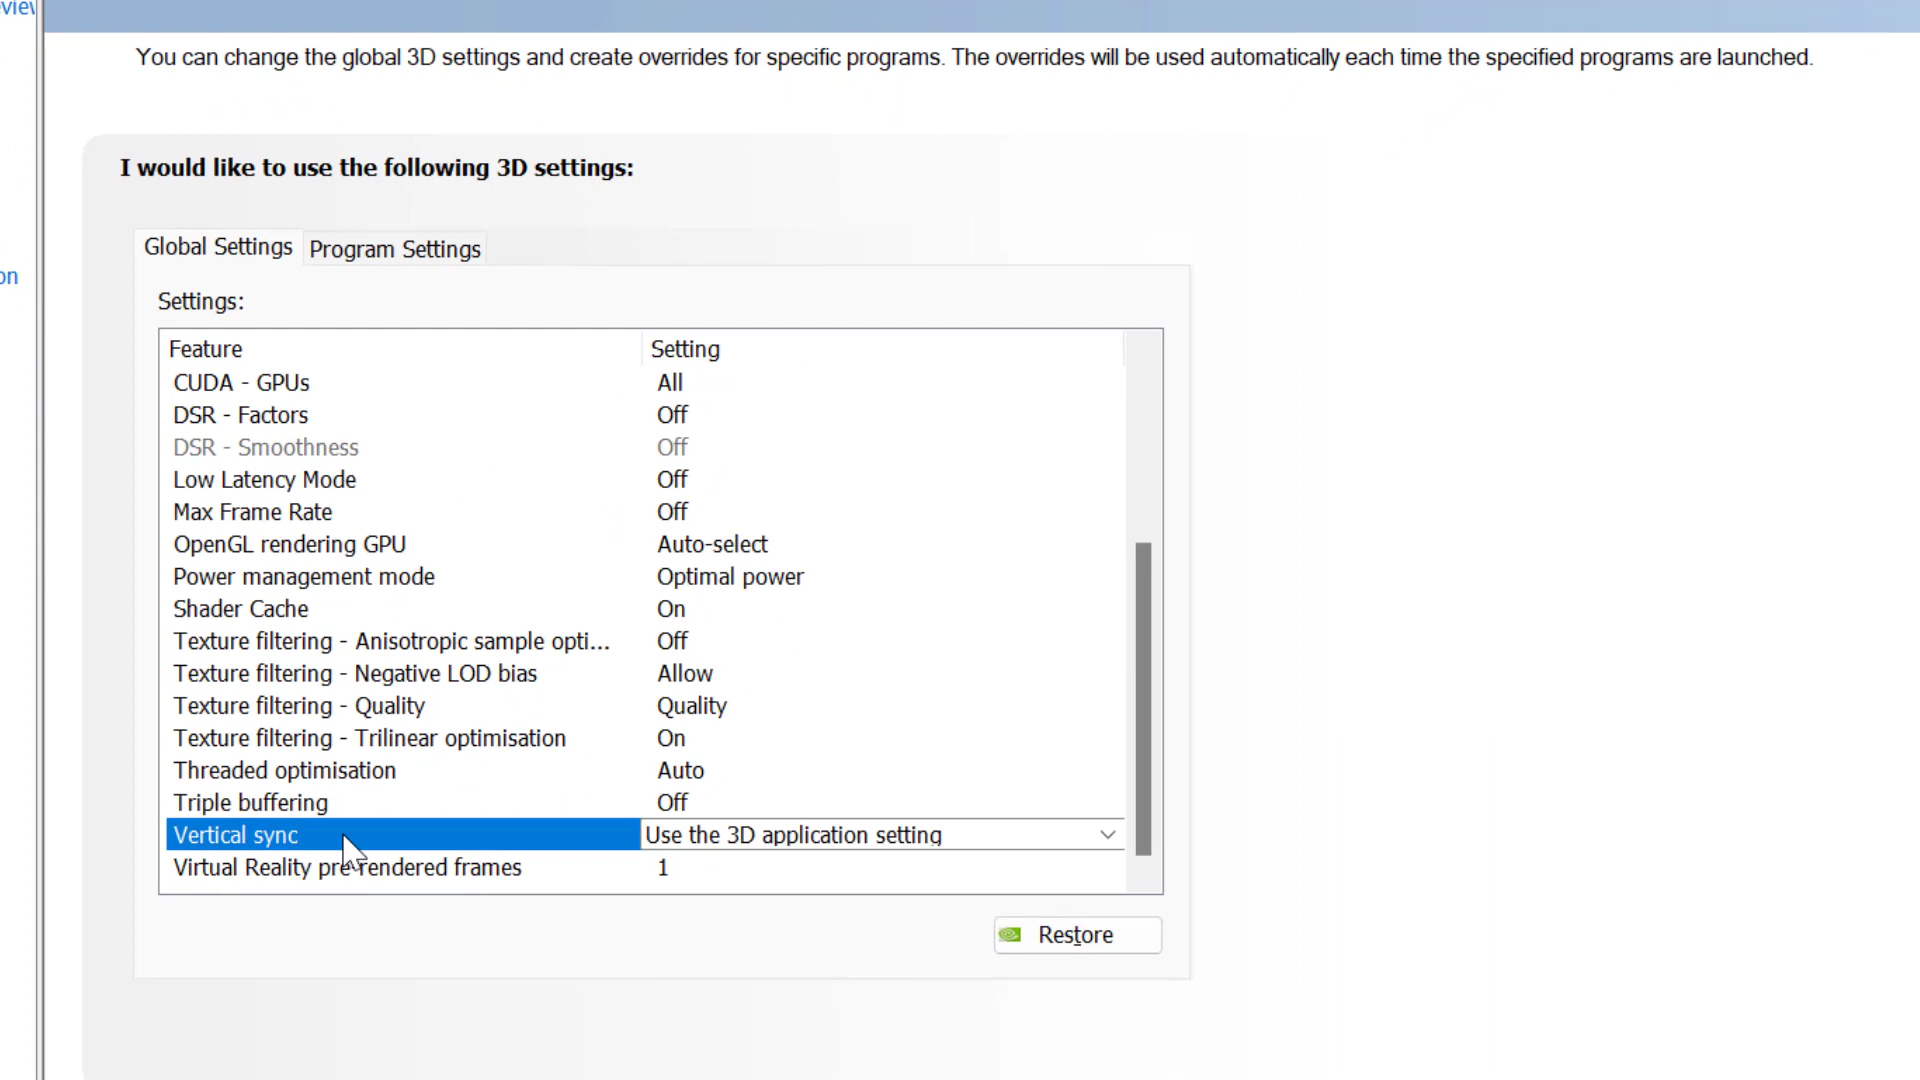 You can change the global 3D settings and create overrides for specific programs. The overrides will be used automatically each time the specified programs are launched.
on
I would like to use the following 3D settings:
Global Settings Program Settings
Settings:
Feature Setting
CUDA - GPUs All
DSR - Factors Off
DSR - Smoothness Off
Low Latency Mode Off
Max Frame Rate Off
OpenGL rendering GPU Auto-select
Power management mode Optimal power
Shader Cache On
Texture filtering - Anisotropic sample opti... Off
Texture filtering - Negative LOD bias Allow
Texture filtering - Quality Quality
Texture filtering - Trilinear optimisation On
Threaded optimisation Auto
Triple buffering Off
Vertical sync Use the 3D application setting
Virtual Reality pre-rendered frames 1
Restore